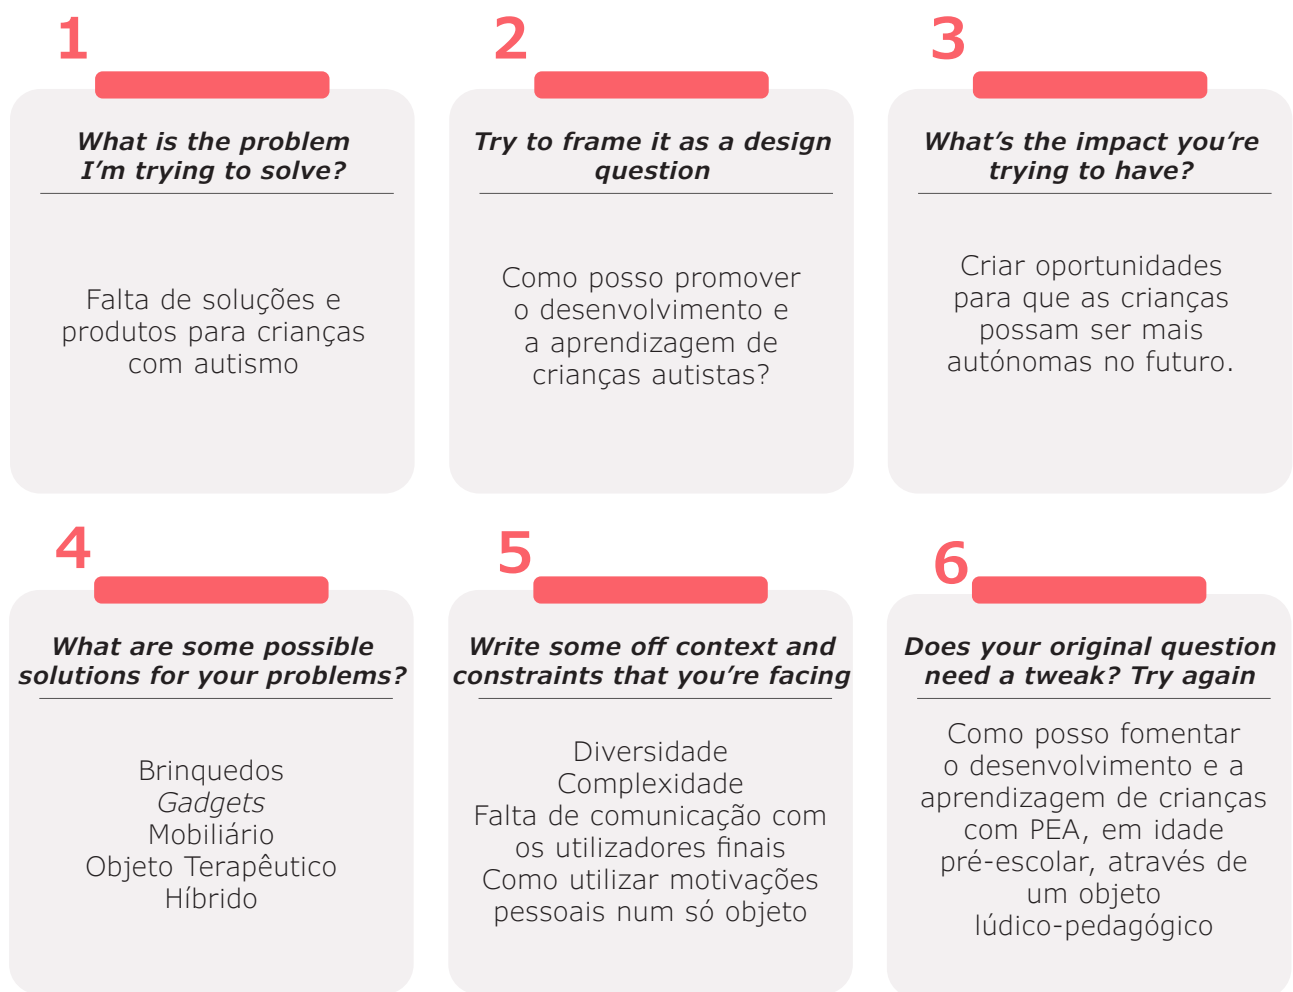 1
What is the problem
I'm trying to solve?
Falta de soluções e
produtos para crianças
com autismo
2
Try to frame it as a design
question
Como posso promover
o desenvolvimento e
a aprendizagem de
crianças autistas?
3
What's the impact you're
trying to have?
Criar oportunidades
para que as crianças
possam ser mais
autónomas no futuro.
4
What are some possible
solutions for your problems?
Brinquedos
Gadgets
Mobiliário
Objeto Terapêutico
Híbrido
5
Write some off context and
constraints that you're facing
Diversidade
Complexidade
Falta de comunicação com
os utilizadores finais
Como utilizar motivações
pessoais num só objeto
6
Does your original question
need a tweak? Try again
Como posso fomentar
o desenvolvimento e a
aprendizagem de crianças
com PEA, em idade
pré-escolar, através de
um objeto
lúdico-pedagógico